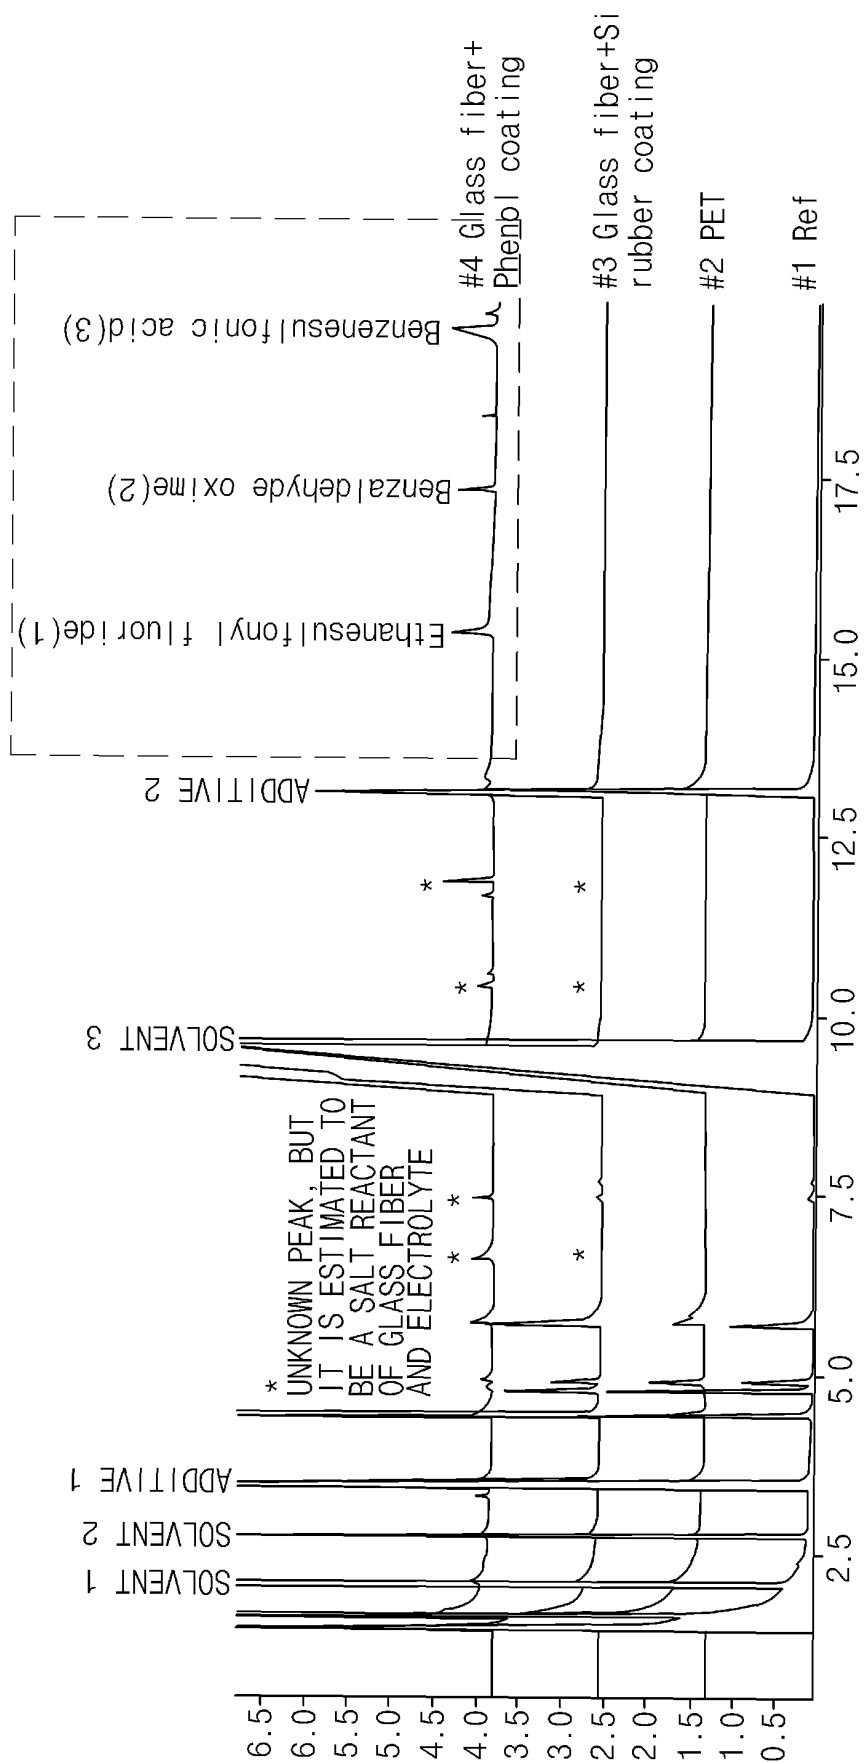 6.5
6.0
5.5
5.0
4.5
4.0
3.5
3.0
2.5
2.0
1.5
1.0
0.5
SOLVENT 1
SOLVENT 2
ADDITIVE 1
* UNKNOWN PEAK, BUT
IT IS ESTIMATED TO
BE A SALT REACTANT
OF GLASS FIBER
AND ELECTROLYTE
*
*
*
SOLVENT 3
*
*
*
*
ADDITIVE 2
Ethanesulfonyl fluoride(1)
Benzaldehyde oxime(2)
Benzenesulfonic acid(3)
#4 Glass fiber+
Phenol coating
#3 Glass fiber+Si
rubber coating
#2 PET
#1 Ref
2.5
5.0
7.5
10.0
12.5
15.0
17.5